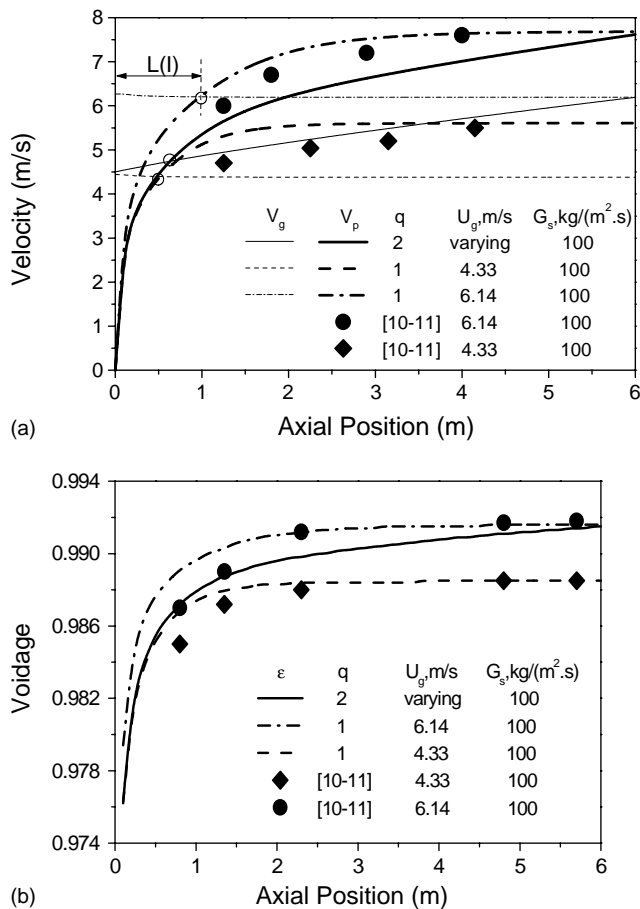 8
7
6
5
4
3
2
1
0
Velocity (m/s)
L(I)
V_g V_p q U_g,m/s G_s,kg/(m².s)
2 varying 100
1 4.33 100
1 6.14 100
[10-11] 6.14 100
[10-11] 4.33 100
0 1 2 3 4 5 6
Axial Position (m)
(a)
0.994
0.990
0.986
0.982
0.978
0.974
Voidage
ε q U_g,m/s G_s,kg/(m².s)
2 varying 100
1 6.14 100
1 4.33 100
[10-11] 4.33 100
[10-11] 6.14 100
0 1 2 3 4 5 6
Axial Position (m)
(b)